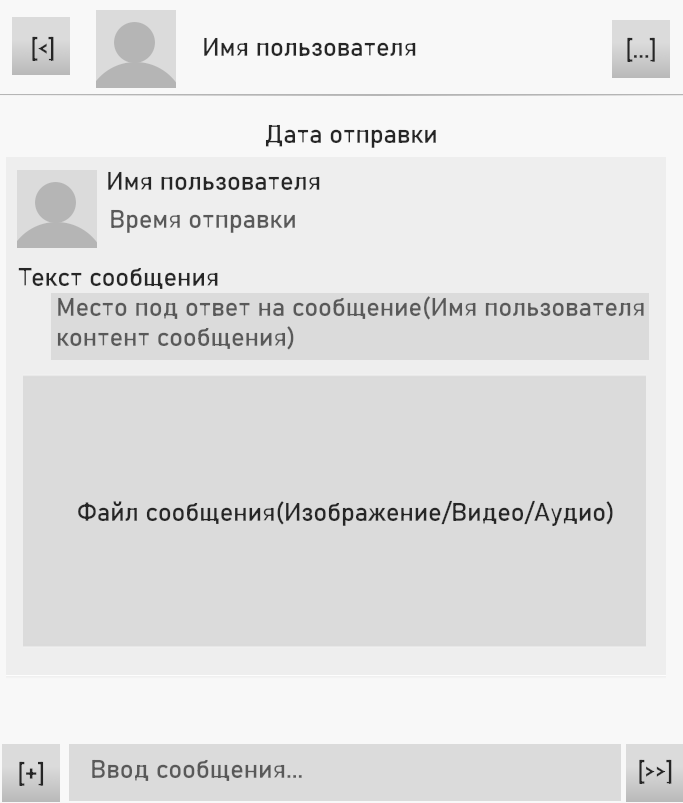 [<]
Имя пользователя
[...]
Дата отправки
Имя пользователя
Время отправки
Текст сообщения
Место под ответ на сообщение(Имя пользователя
контент сообщения)
Файл сообщения(Изображение/Видео/Аудио)
[+]
Ввод сообщения...
[>>]